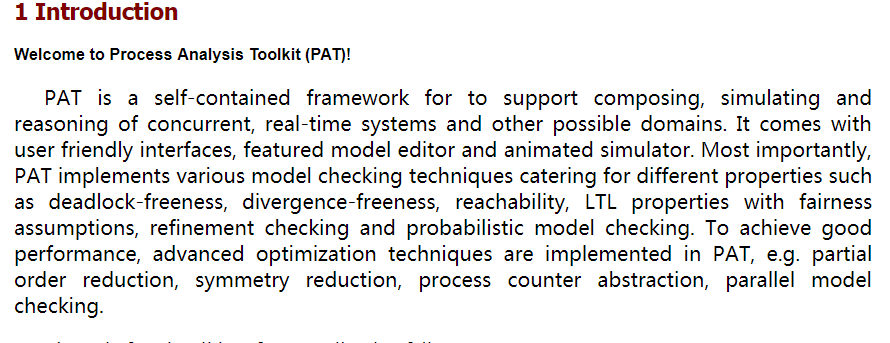 1 Introduction
Welcome to Process Analysis Toolkit (PAT)!
PAT is a self-contained framework for to support composing, simulating and
reasoning of concurrent, real-time systems and other possible domains. It comes with
user friendly interfaces, featured model editor and animated simulator. Most importantly,
PAT implements various model checking techniques catering for different properties such
as deadlock-freeness, divergence-freeness, reachability, LTL properties with fairness
assumptions, refinement checking and probabilistic model checking. To achieve good
performance, advanced optimization techniques are implemented in PAT, e.g. partial
order reduction, symmetry reduction, process counter abstraction, parallel model
checking.